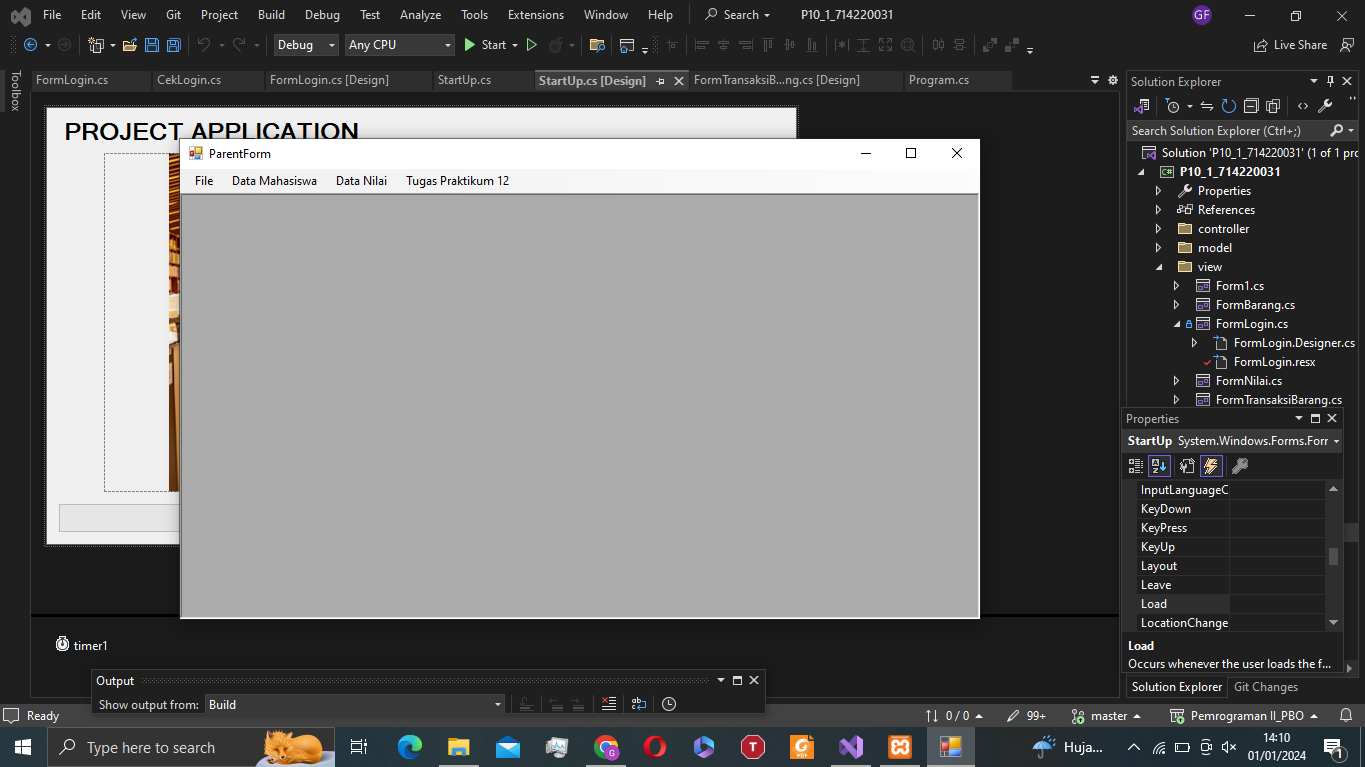 File Edit View Git Project Build Debug Test Analyze Tools Extensions Window Help Search P10_1_714220031 GF
Debug Any CPU Start Live Share
Toolbox
FormLogin.cs CekLogin.cs FormLogin.cs [Design] StartUp.cs StartUp.cs [Design] FormTransaksiB...ng.cs [Design] Program.cs
PROJECT APPLICATION
ParentForm
File Data Mahasiswa Data Nilai Tugas Praktikum 12
timer1
Output
Show output from: Build
Solution Explorer
Search Solution Explorer (Ctrl+;)
Solution 'P10_1_714220031' (1 of 1 pro
C# P10_1_714220031
Properties
References
controller
model
view
Form1.cs
FormBarang.cs
FormLogin.cs
FormLogin.Designer.cs
FormLogin.resx
FormNilai.cs
FormTransaksiBarang.cs
Properties
StartUp System.Windows.Forms.Forr
InputLanguageC
KeyDown
KeyPress
KeyUp
Layout
Leave
Load
LocationChange
Load
Occurs whenever the user loads the f...
Solution Explorer Git Changes
Ready 0 / 0 99+ master Pemrograman II_PBO
Type here to search Huja... 14:10
01/01/2024 1